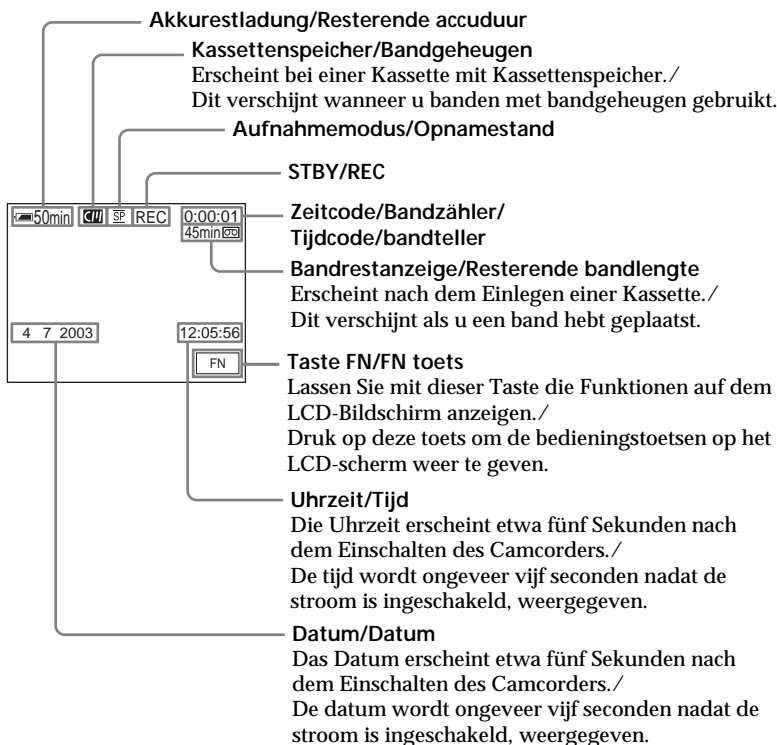 Akkurestladung/Resterende accuduur
Kassettenspeicher/Bandgeheugen
Erscheint bei einer Kassette mit Kassettenspeicher./
Dit verschijnt wanneer u banden met bandgeheugen gebruikt.
Aufnahmemodus/Opnamestand
STBY/REC
50min SP REC 0:00:01
45min
Zeitcode/Bandzähler/
Tijdcode/bandteller
Bandrestanzeige/Resterende bandlengte
Erscheint nach dem Einlegen einer Kassette./
Dit verschijnt als u een band hebt geplaatst.
4 7 2003 12:05:56
FN
Taste FN/FN toets
Lassen Sie mit dieser Taste die Funktionen auf dem
LCD-Bildschirm anzeigen./
Druk op deze toets om de bedieningstoetsen op het
LCD-scherm weer te geven.
Uhrzeit/Tijd
Die Uhrzeit erscheint etwa fünf Sekunden nach
dem Einschalten des Camcorders./
De tijd wordt ongeveer vijf seconden nadat de
stroom is ingeschakeld, weergegeven.
Datum/Datum
Das Datum erscheint etwa fünf Sekunden nach
dem Einschalten des Camcorders./
De datum wordt ongeveer vijf seconden nadat de
stroom is ingeschakeld, weergegeven.